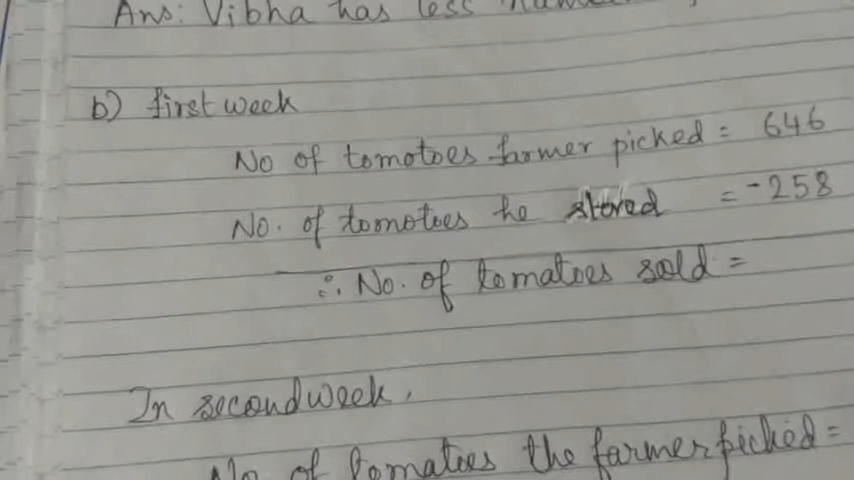 Ans: Vibha has less
b) first week
No of tomotoes farmer picked = 646
No. of tomotoes he stored = -258
∴ No. of tomatoes sold =
In second week,
No of tomatoes the farmer picked =